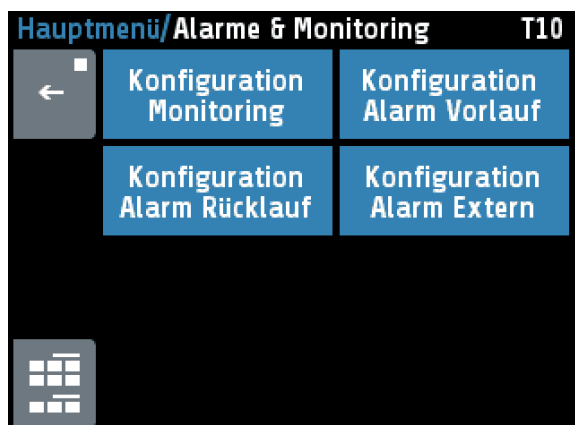 Hauptmenü/Alarme & Monitoring T10
Konfiguration
Monitoring
Konfiguration
Alarm Vorlauf
Konfiguration
Alarm Rücklauf
Konfiguration
Alarm Extern